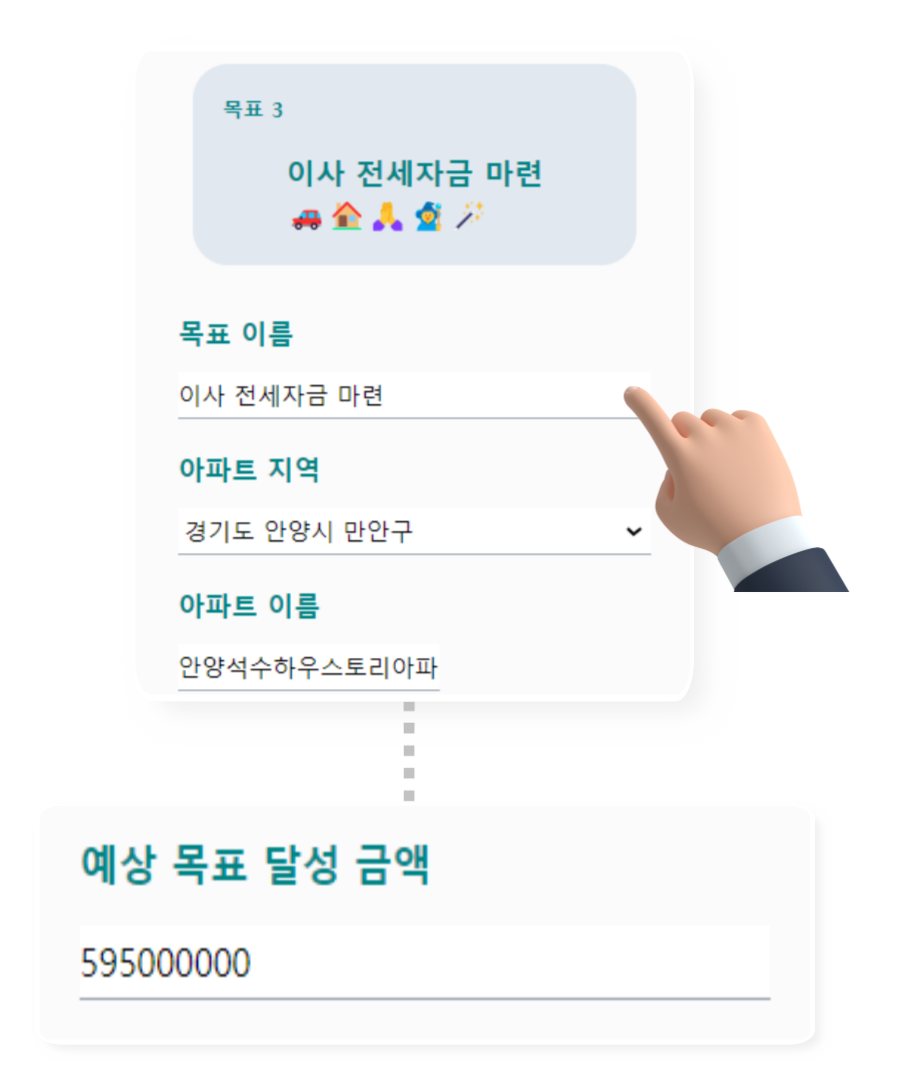 목표 3
이사 전세자금 마련
🚗🏠🙏🧙🪄
목표 이름
이사 전세자금 마련
아파트 지역
경기도 안양시 만안구
아파트 이름
안양석수하우스토리아파
예상 목표 달성 금액
595000000